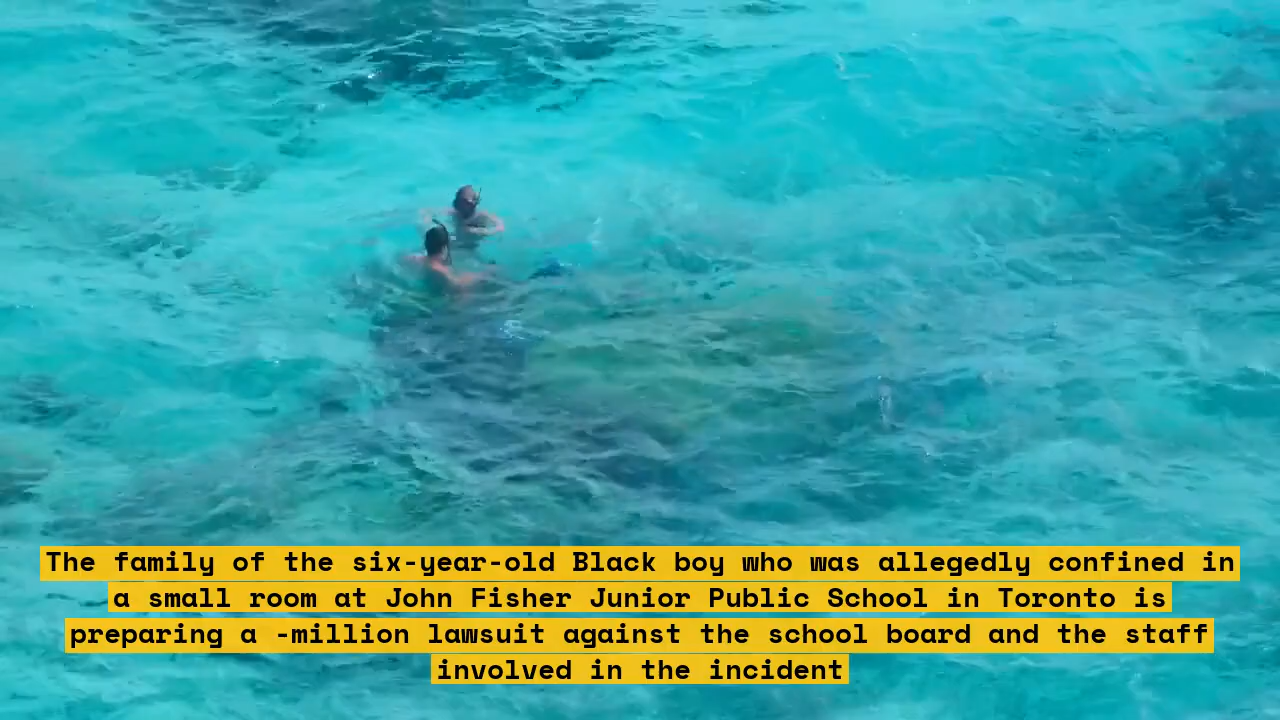 The family of the six-year-old Black boy who was allegedly confined in
a small room at John Fisher Junior Public School in Toronto is
preparing a -million lawsuit against the school board and the staff
involved in the incident